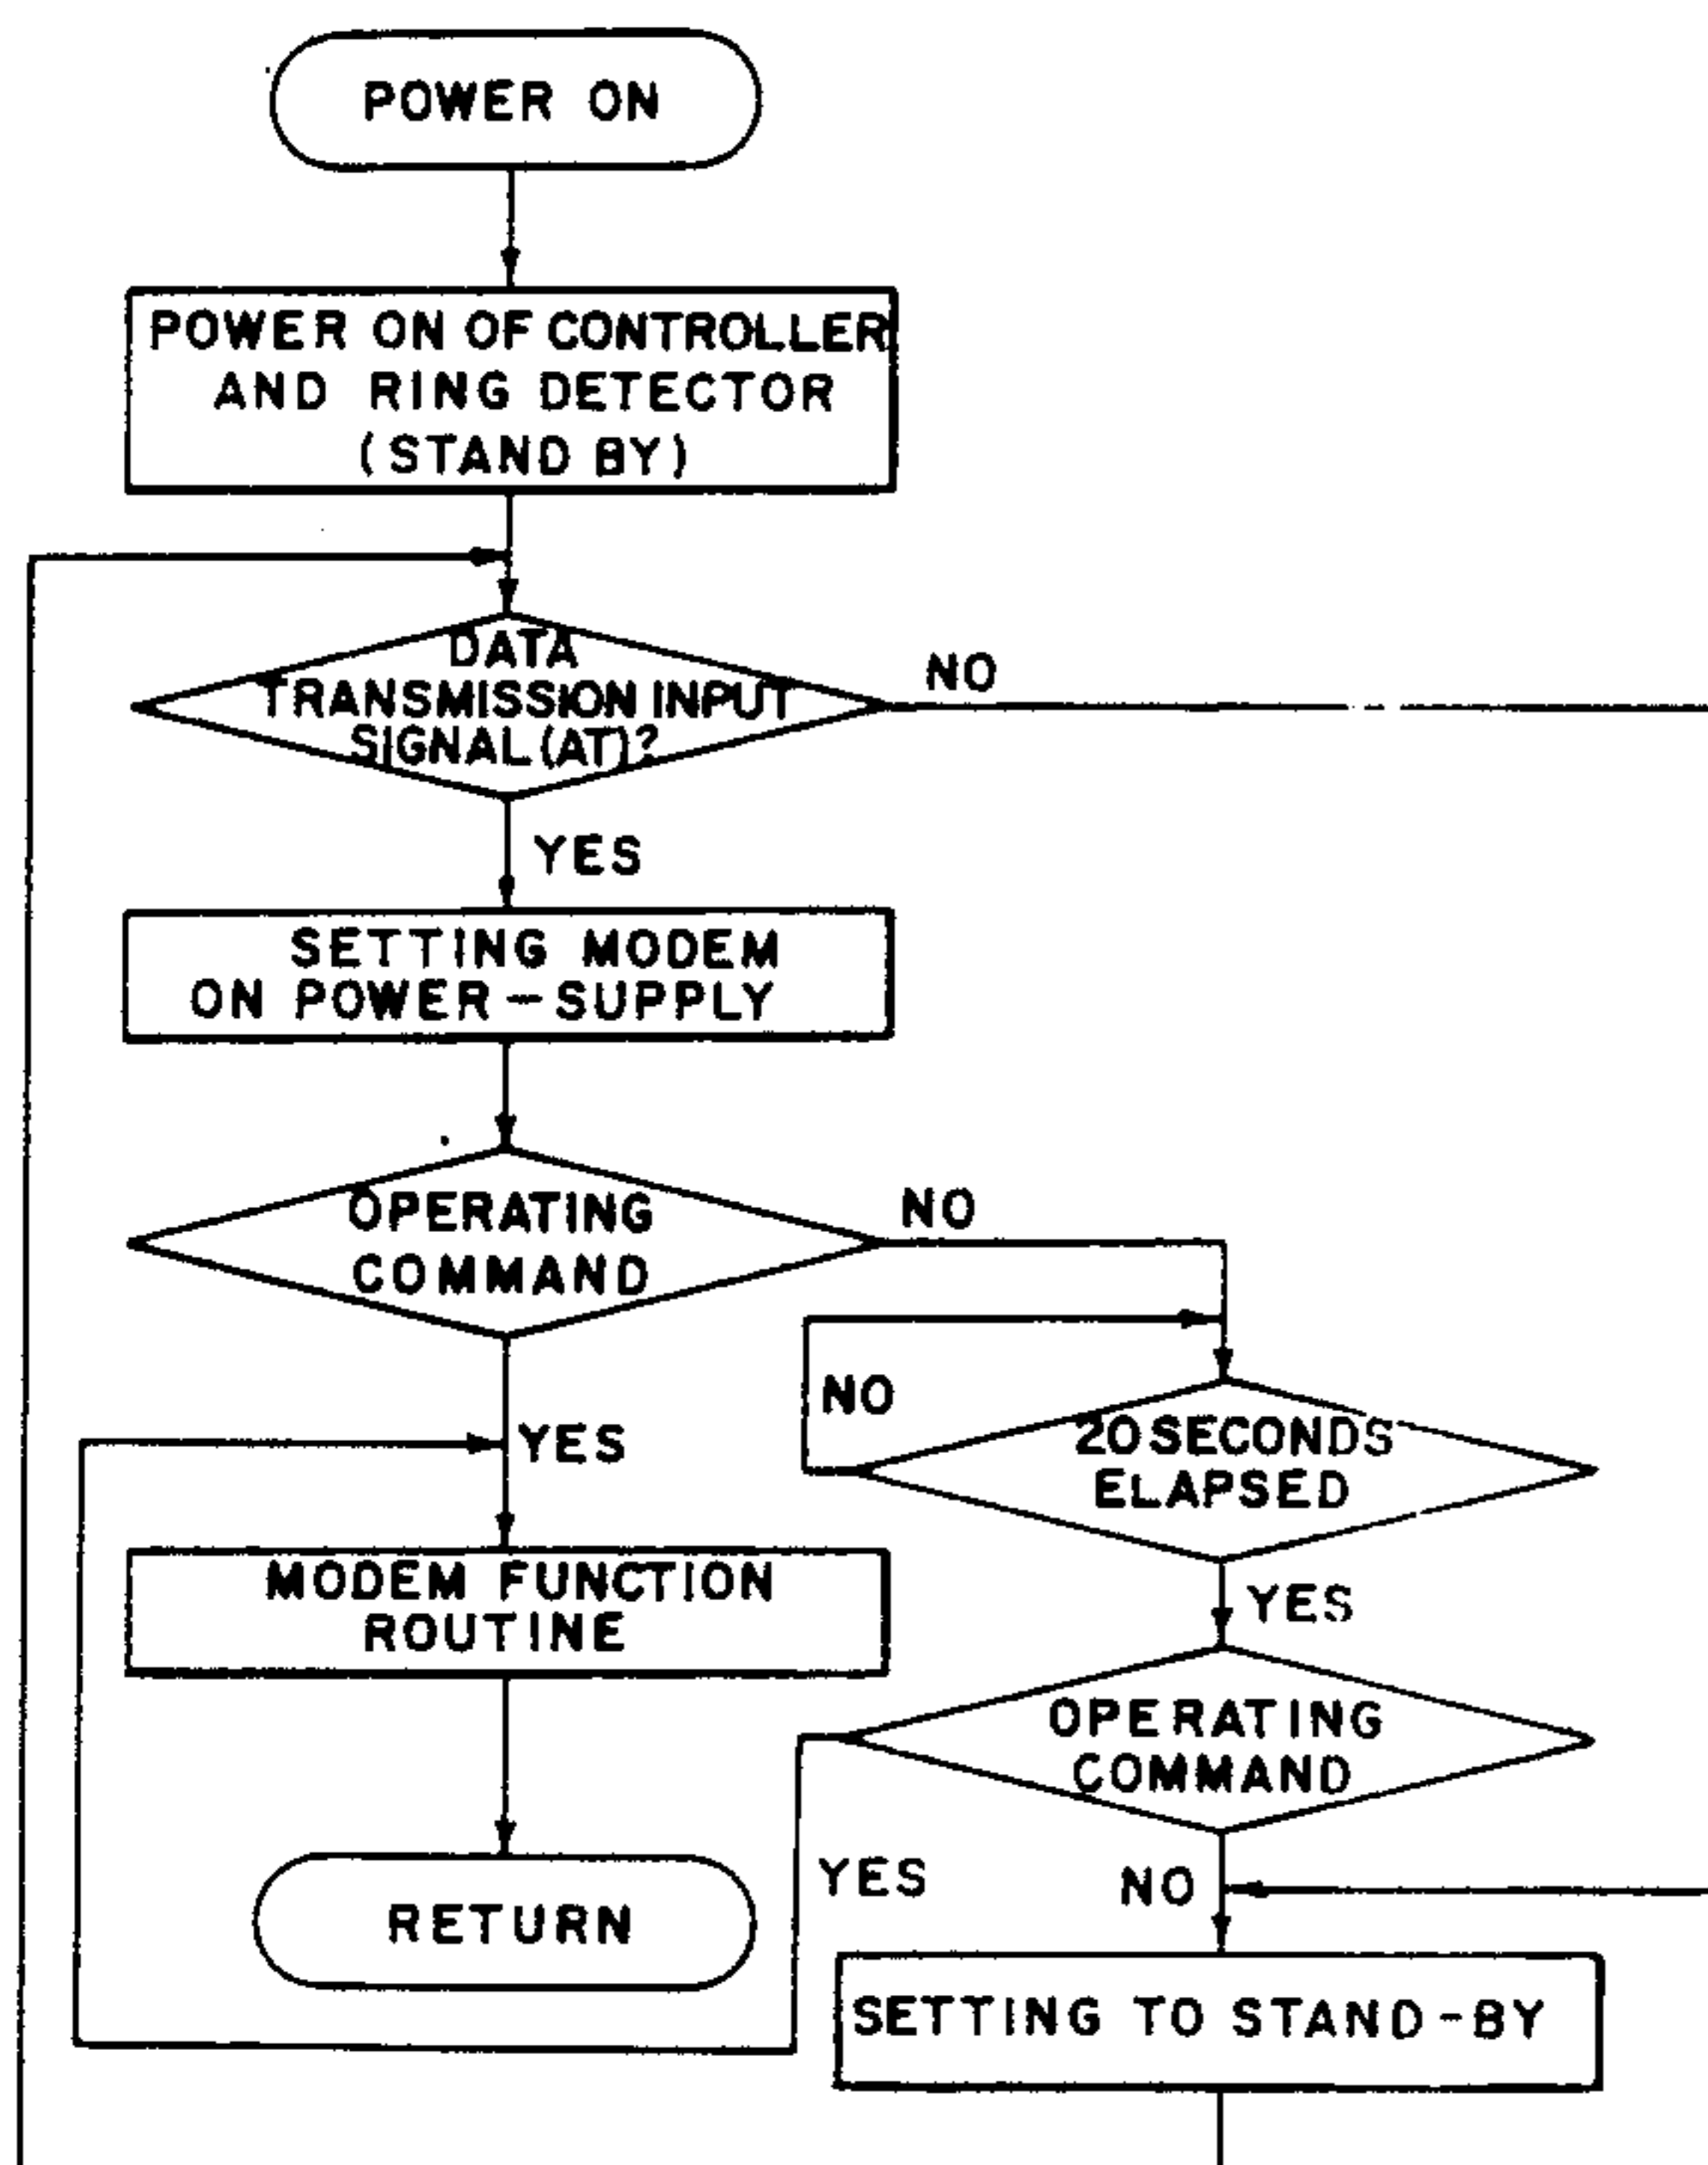 POWER ON
POWER ON OF CONTROLLER
AND RING DETECTOR
(STAND BY)
DATA
TRANSMISSION INPUT
SIGNAL (AT)?
NO
YES
SETTING MODEM
ON POWER-SUPPLY
OPERATING
COMMAND
NO
YES
NO
20 SECONDS
ELAPSED
YES
MODEM FUNCTION
ROUTINE
OPERATING
COMMAND
YES
NO
RETURN
SETTING TO STAND-BY